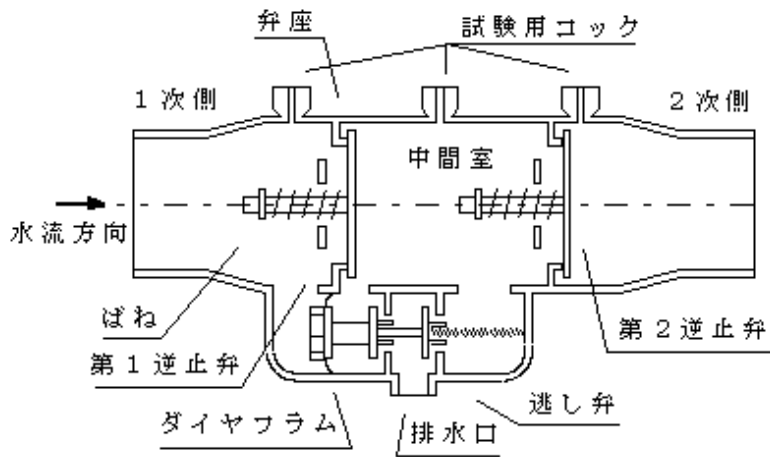 弁座
試験用コック
1次側
2次側
中間室
水流方向
ばね
第1逆止弁
第2逆止弁
ダイヤフラム
排水口
逃し弁